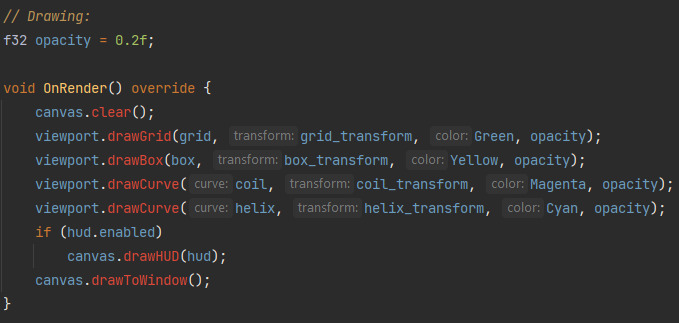 // Drawing:
f32 opacity = 0.2f;
void OnRender() override {
canvas.clear();
viewport.drawGrid(grid, transform: grid_transform, color: Green, opacity);
viewport.drawBox(box, transform: box_transform, color: Yellow, opacity);
viewport.drawCurve( curve: coil, transform: coil_transform, color: Magenta, opacity);
viewport.drawCurve( curve: helix, transform: helix_transform, color: Cyan, opacity);
if (hud.enabled)
canvas.drawHUD(hud);
canvas.drawToWindow();
}